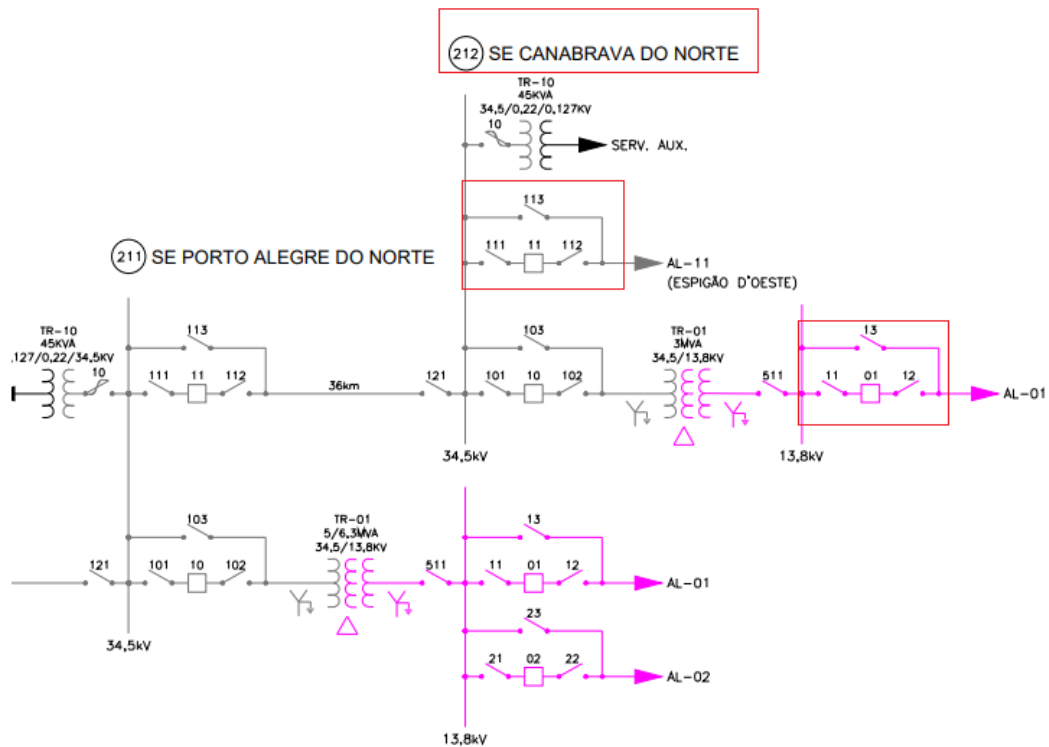 212 SE CANABRAVA DO NORTE
TR-10
45KVA
34,5/0,22/0,127KV
10
SERV. AUX.
113
111 11 112
AL-11
(ESPIGÃO D'OESTE)
211 SE PORTO ALEGRE DO NORTE
TR-10
45KVA
.127/0,22/34,5KV
10
113
111 11 112
36km
121
103
101 10 102
TR-01
3MVA
34,5/13,8KV
511
13
11 01 12
AL-01
34,5kV
13,8kV
121
103
101 10 102
TR-01
5/6,3MVA
34,5/13,8KV
511
13
11 01 12
AL-01
23
21 02 22
AL-02
34,5kV
13,8kV